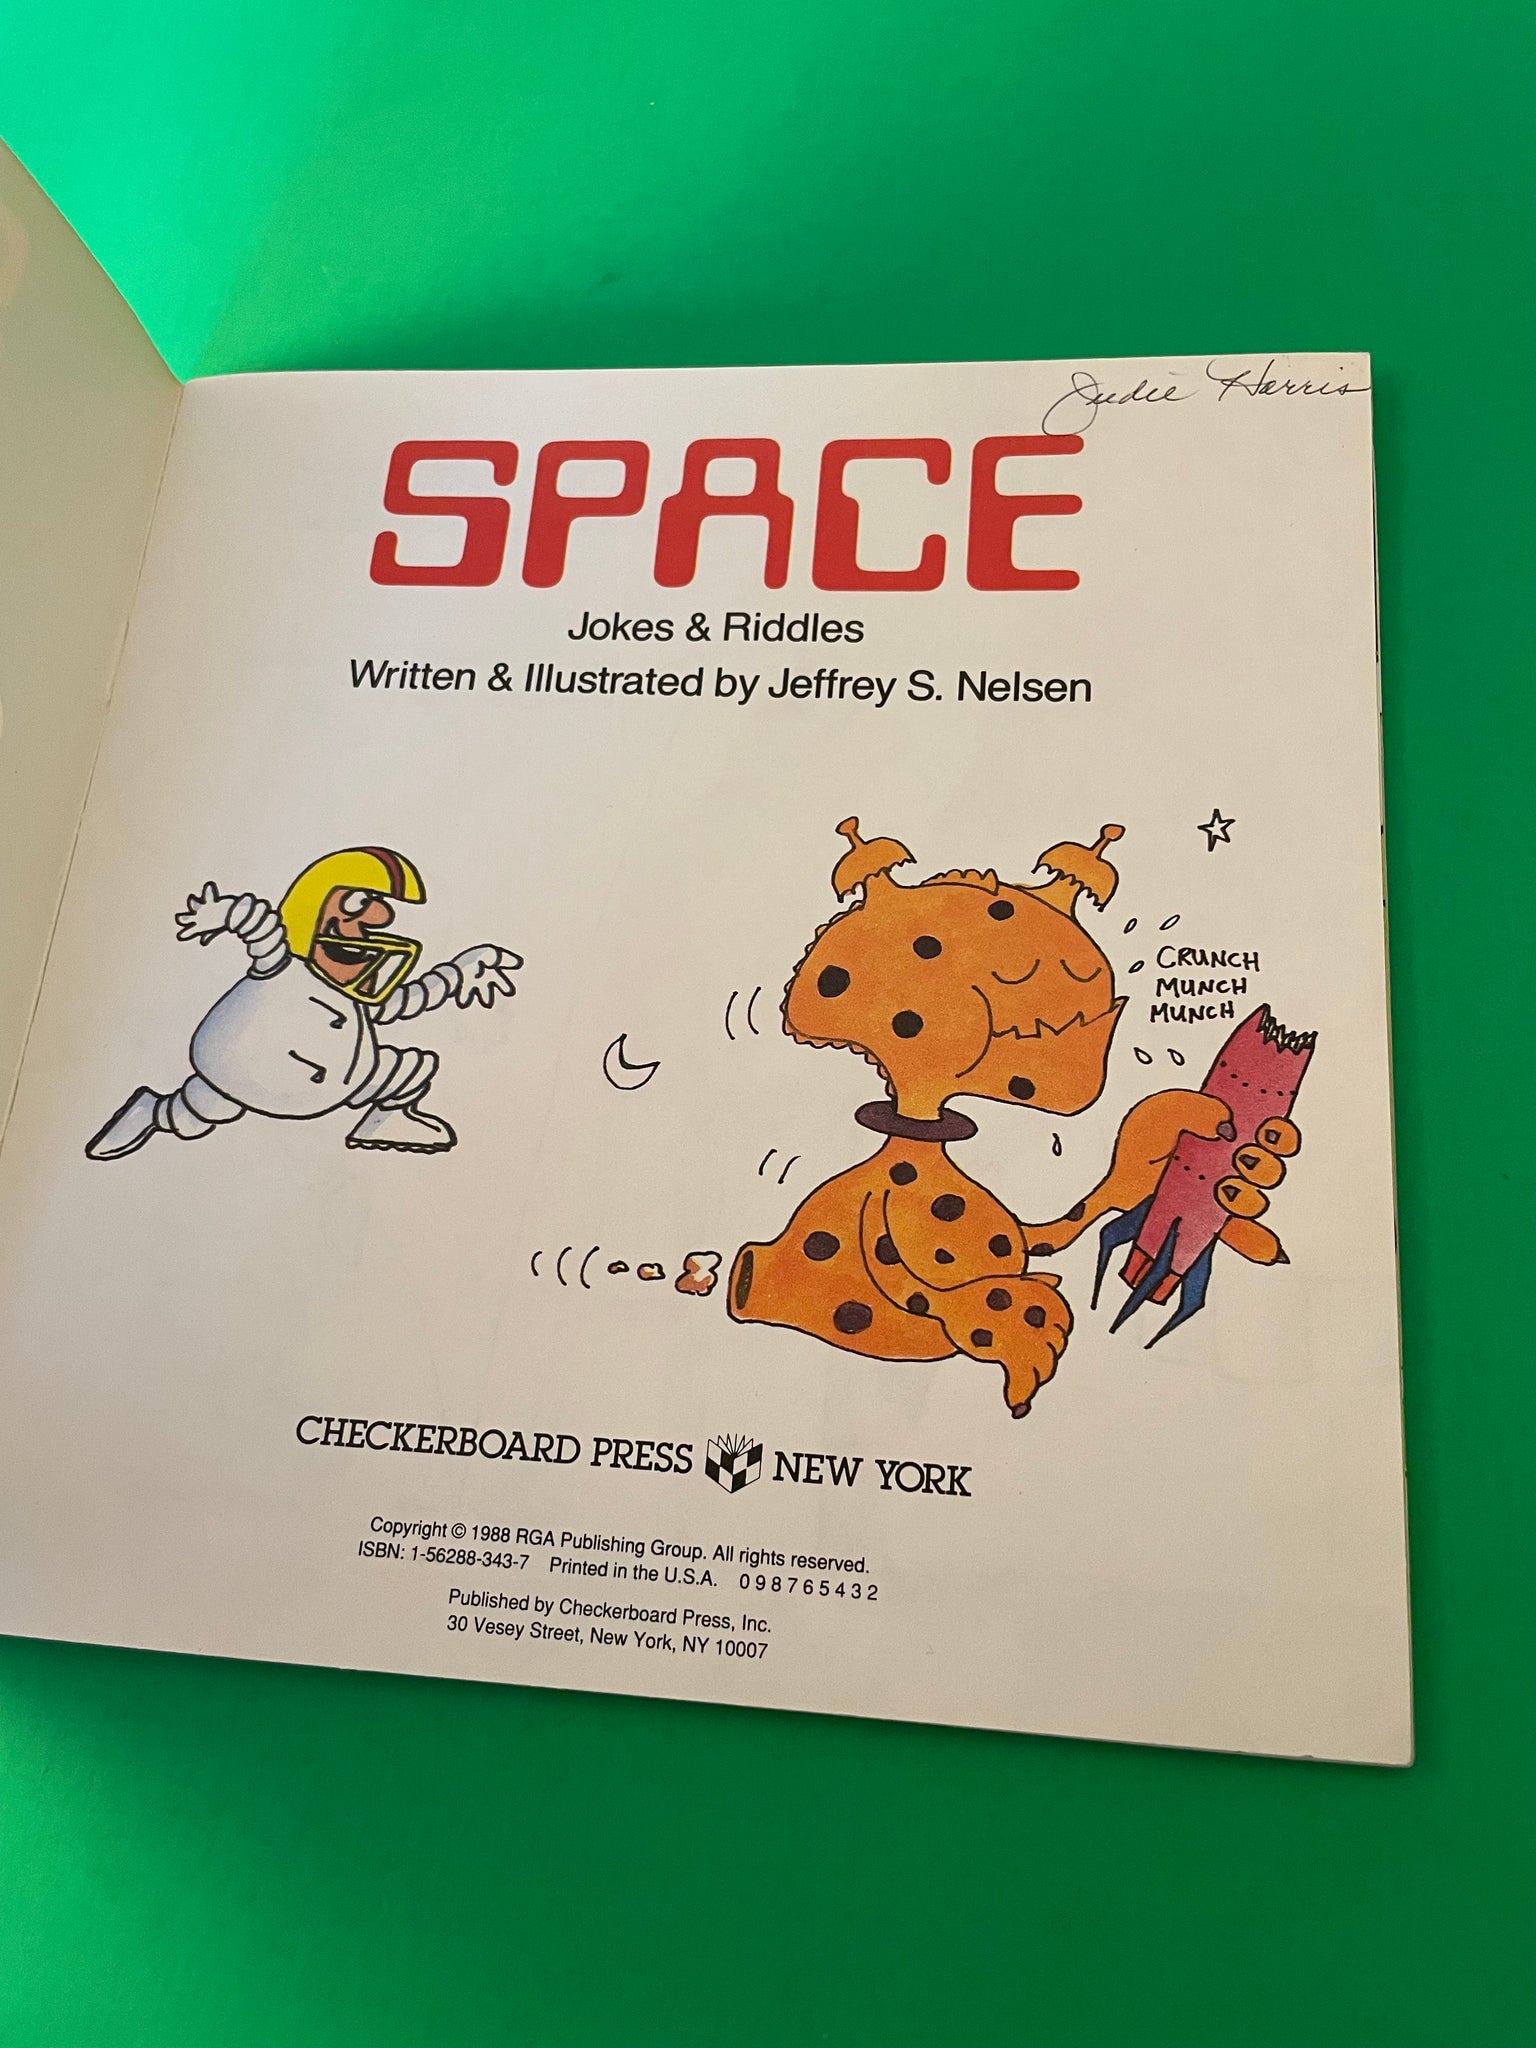 Judie Harris
SPACE
Jokes & Riddles
Written & Illustrated by Jeffrey S. Nelsen
CRUNCH
MUNCH
MUNCH
CHECKERBOARD PRESS NEW YORK
Copyright © 1988 RGA Publishing Group. All rights reserved.
ISBN: 1-56288-343-7 Printed in the U.S.A. 0 9 8 7 6 5 4 3 2
Published by Checkerboard Press, Inc.
30 Vesey Street, New York, NY 10007